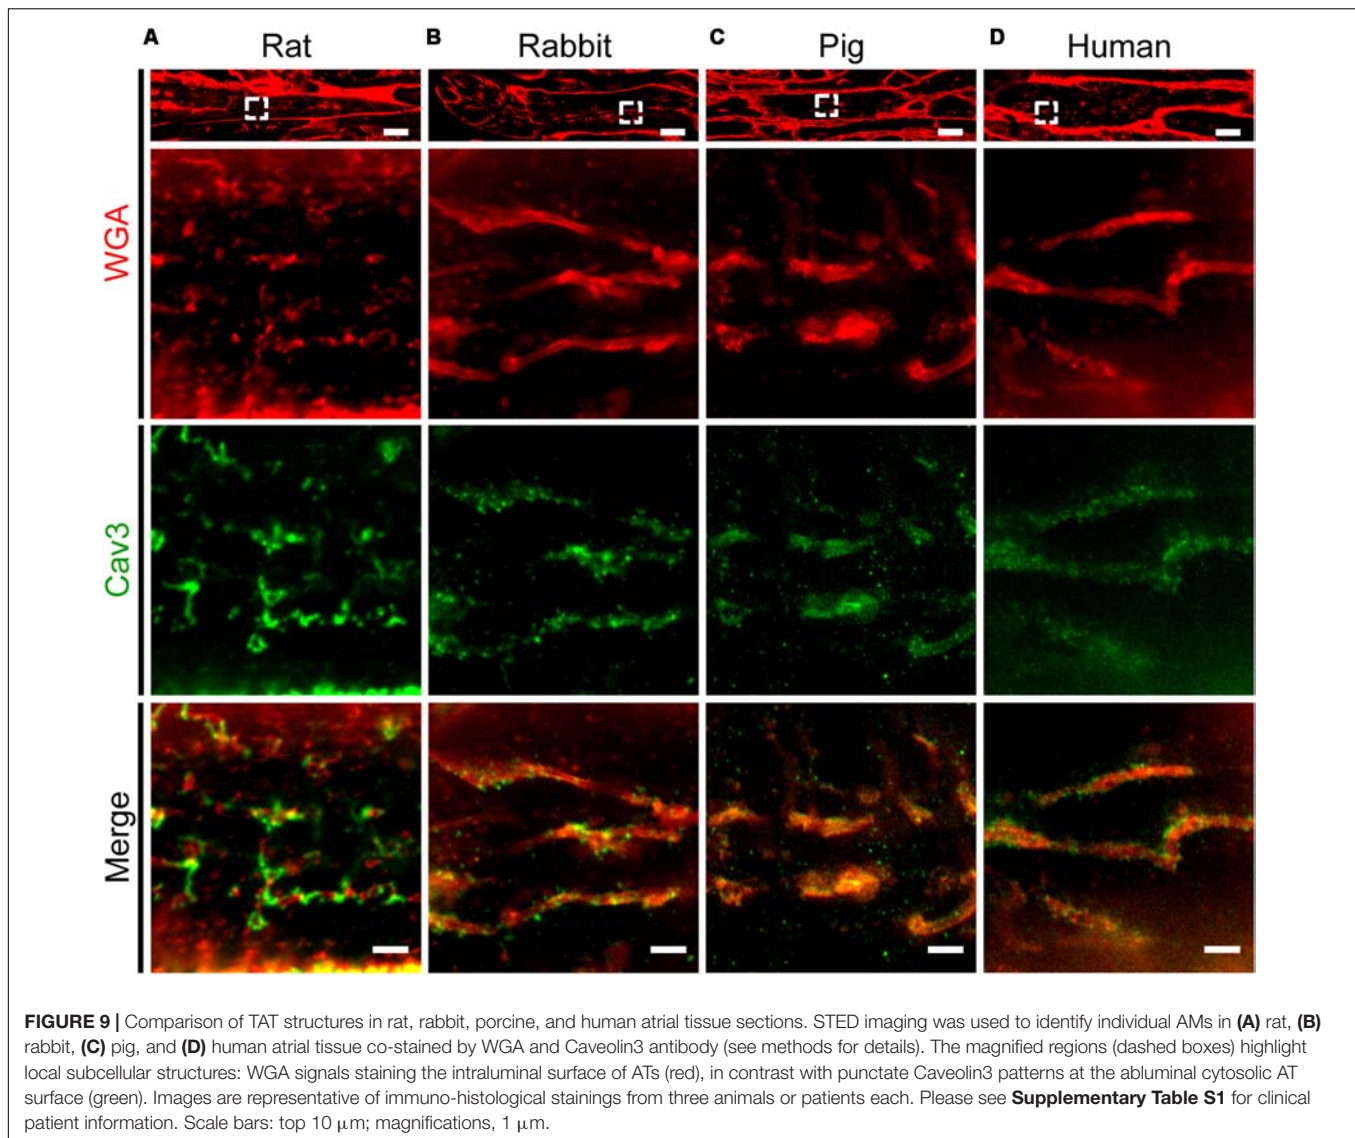 A Rat B Rabbit C Pig D Human
WGA
Cav3
Merge
FIGURE 9 | Comparison of TAT structures in rat, rabbit, porcine, and human atrial tissue sections. STED imaging was used to identify individual AMs in (A) rat, (B)
rabbit, (C) pig, and (D) human atrial tissue co-stained by WGA and Caveolin3 antibody (see methods for details). The magnified regions (dashed boxes) highlight
local subcellular structures: WGA signals staining the intraluminal surface of ATs (red), in contrast with punctate Caveolin3 patterns at the abluminal cytosolic AT
surface (green). Images are representative of immuno-histological stainings from three animals or patients each. Please see Supplementary Table S1 for clinical
patient information. Scale bars: top 10 μm; magnifications, 1 μm.